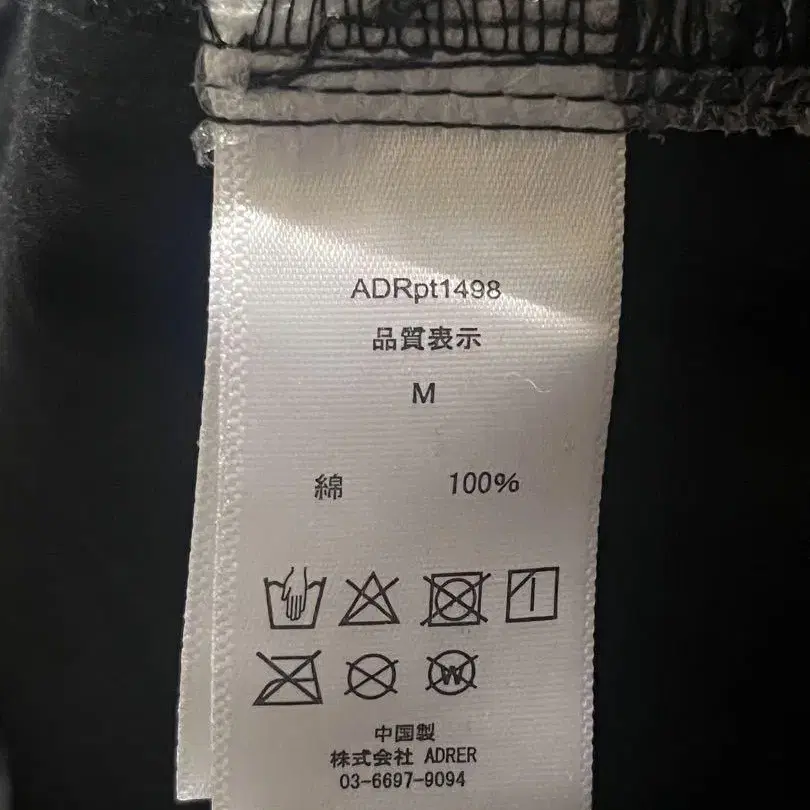 ADRpt1498
品質表示
M
綿 100%
W
中国製
株式会社 ADRER
03-6697-9094